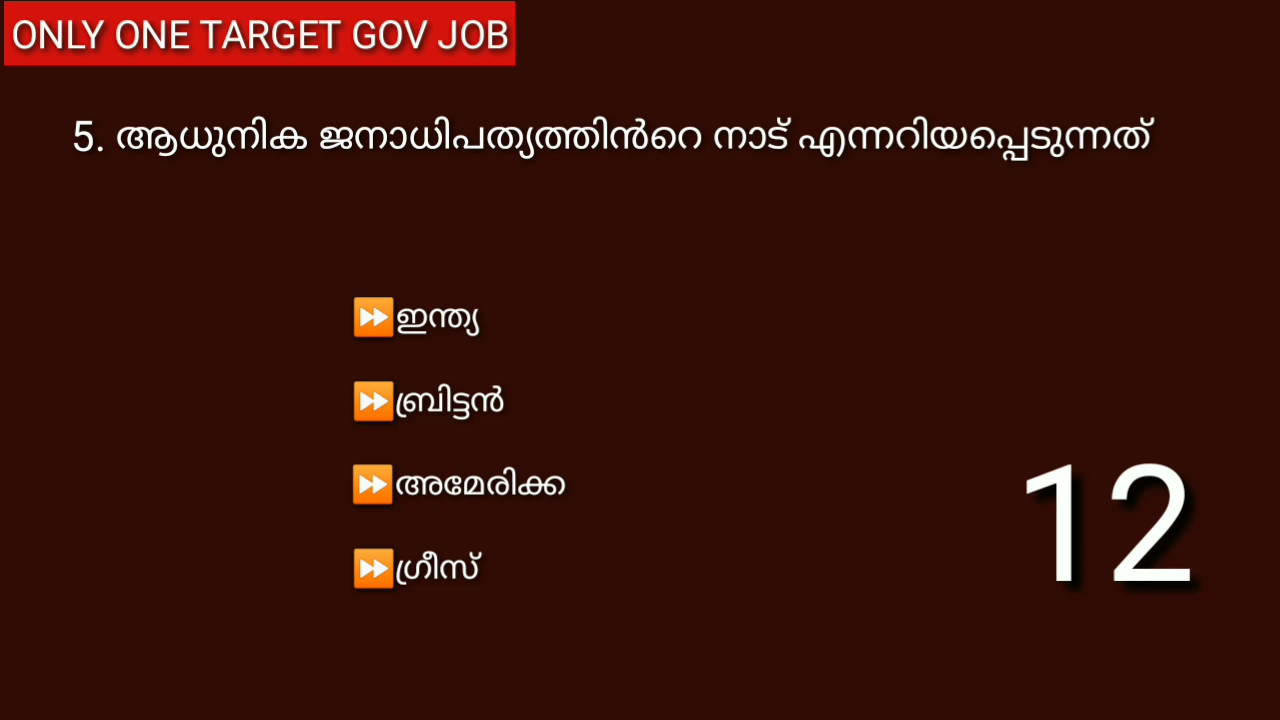 ONLY ONE TARGET GOV JOB
5. ആധുനിക ജനാധിപത്യത്തിൻറെ നാട് എന്നറിയപ്പെടുന്നത്
⏩ഇന്ത്യ
⏩ബ്രിട്ടൻ
⏩അമേരിക്ക
⏩ഗ്രീസ്
12